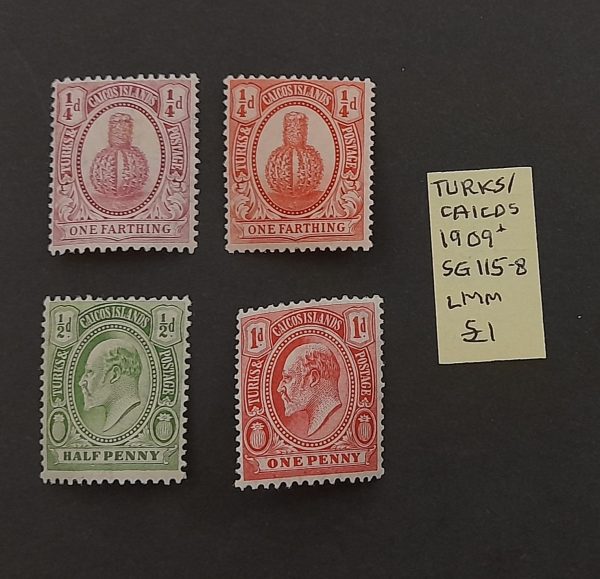 ¼d CAICOS ISLANDS ¼d
TURKS & POSTAGE
ONE FARTHING
¼d CAICOS ISLANDS ¼d
TURKS & POSTAGE
ONE FARTHING
½d CAICOS ISLANDS ½d
TURKS & POSTAGE
HALF PENNY
1d CAICOS ISLANDS 1d
TURKS & POSTAGE
ONE PENNY
TURKS/
CAICOS
1909+
SG 115-8
LMM
£1